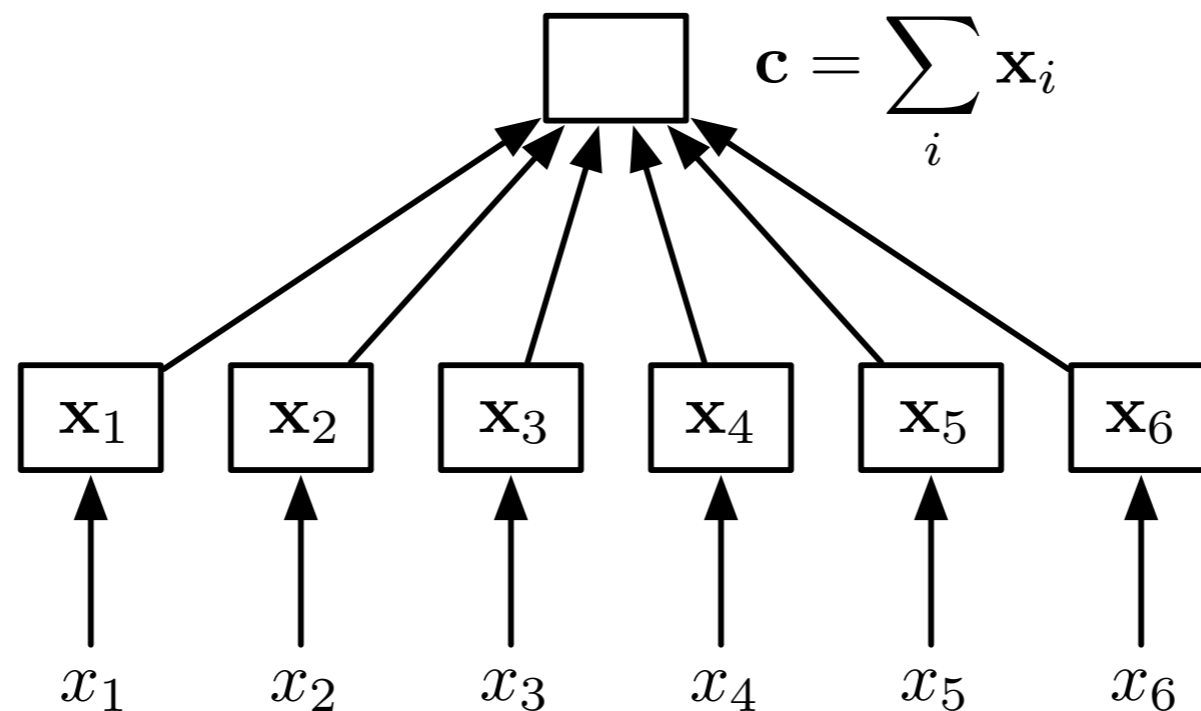 c = ∑ᵢ xᵢ
x₁ x₂ x₃ x₄ x₅ x₆
x₁ x₂ x₃ x₄ x₅ x₆